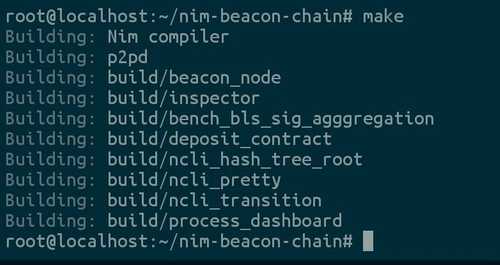 root@localhost:~/nim-beacon-chain# make
Building: Nim compiler
Building: p2pd
Building: build/beacon_node
Building: build/inspector
Building: build/bench_bls_sig_agggregation
Building: build/deposit_contract
Building: build/ncli_hash_tree_root
Building: build/ncli_pretty
Building: build/ncli_transition
Building: build/process_dashboard
root@localhost:~/nim-beacon-chain#